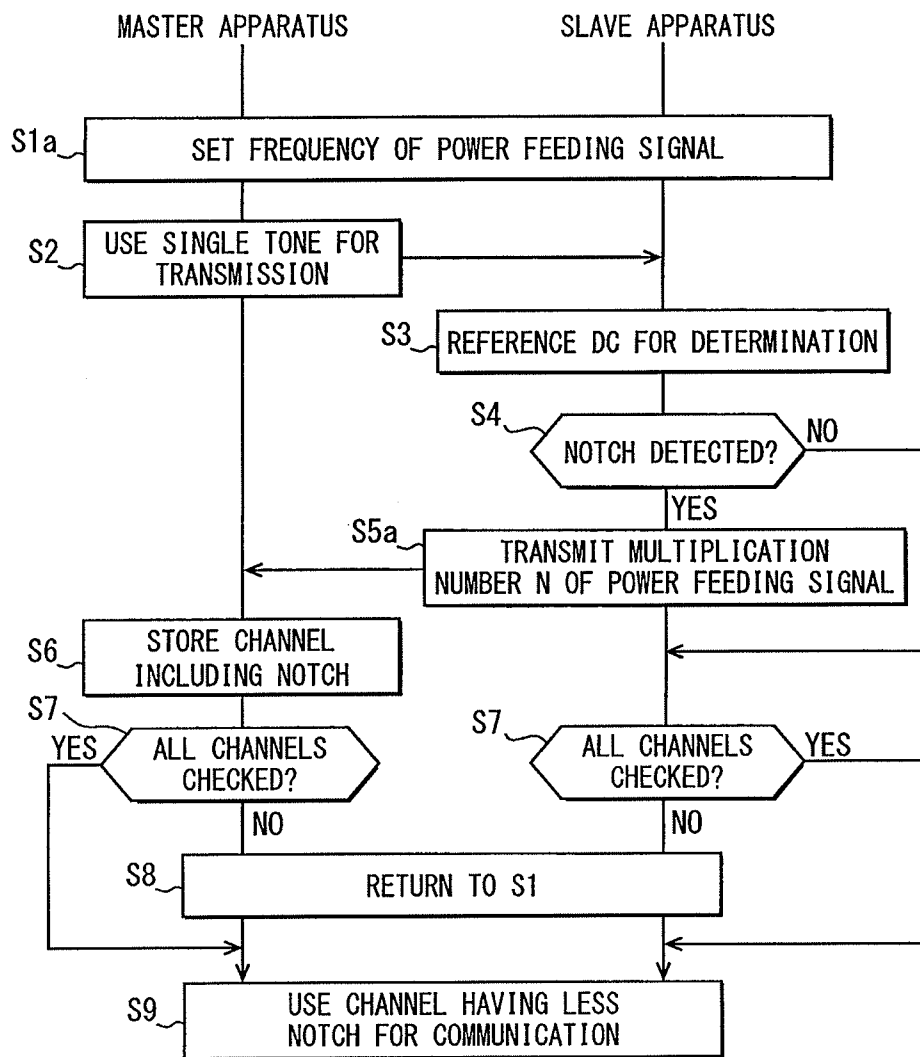 MASTER APPARATUS
SLAVE APPARATUS
S1a
SET FREQUENCY OF POWER FEEDING SIGNAL
S2
USE SINGLE TONE FOR
TRANSMISSION
S3
REFERENCE DC FOR DETERMINATION
S4
NOTCH DETECTED?
NO
YES
S5a
TRANSMIT MULTIPLICATION
NUMBER N OF POWER FEEDING SIGNAL
S6
STORE CHANNEL
INCLUDING NOTCH
S7
YES
ALL CHANNELS
CHECKED?
NO
S7
ALL CHANNELS
CHECKED?
YES
NO
S8
RETURN TO S1
S9
USE CHANNEL HAVING LESS
NOTCH FOR COMMUNICATION